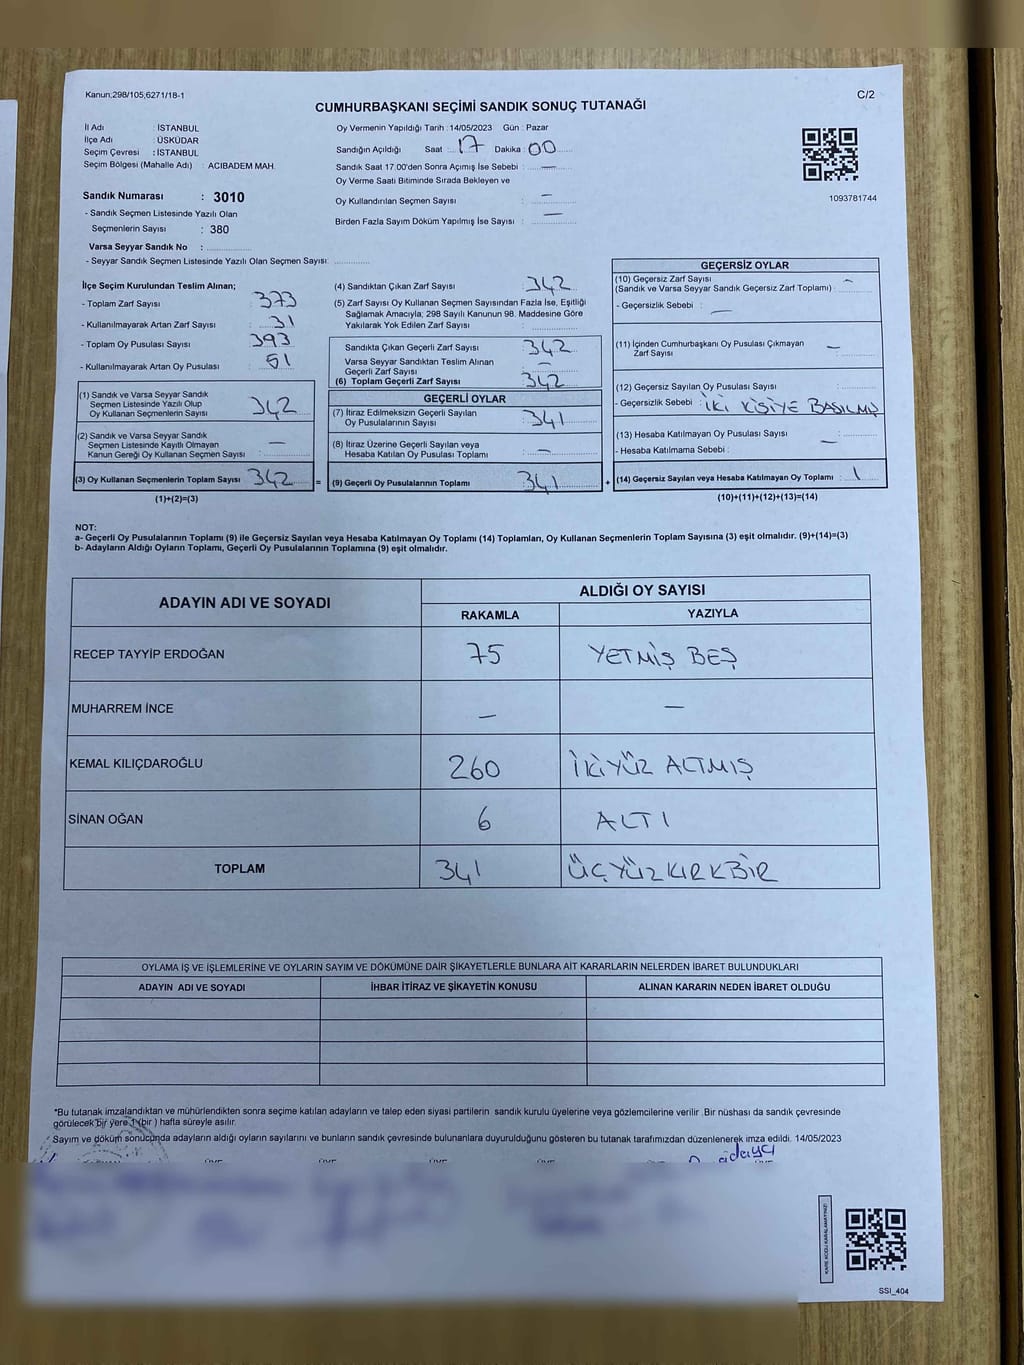 Kanun;298/105;6271/18-1
C/2
CUMHURBAŞKANI SEÇİMİ SANDIK SONUÇ TUTANAĞI
İl Adı : İSTANBUL
İlçe Adı : ÜSKÜDAR
Seçim Çevresi : İSTANBUL
Seçim Bölgesi (Mahalle Adı) : ACIBADEM MAH.
Sandık Numarası : 3010
- Sandık Seçmen Listesinde Yazılı Olan
Seçmenlerin Sayısı : 380
Varsa Seyyar Sandık No :
- Seyyar Sandık Seçmen Listesinde Yazılı Olan Seçmen Sayısı:
Oy Vermenin Yapıldığı Tarih : 14/05/2023 Gün : Pazar
Sandığın Açıldığı Saat : 17 Dakika : 00
Sandık Saat 17:00'den Sonra Açımış İse Sebebi : —
Oy Verme Saati Bitiminde Sırada Bekleyen ve
Oy Kullandırılan Seçmen Sayısı : —
Birden Fazla Sayım Döküm Yapılmış İse Sayısı : —
1093781744
İlçe Seçim Kurulundan Teslim Alınan;
- Toplam Zarf Sayısı : 373
- Kullanılmayarak Artan Zarf Sayısı : 31
- Toplam Oy Pusulası Sayısı : 393
- Kullanılmayarak Artan Oy Pusulası : 51
(1) Sandık ve Varsa Seyyar Sandık
Seçmen Listesinde Yazılı Olup
Oy Kullanan Seçmenlerin Sayısı : 342
(2) Sandık ve Varsa Seyyar Sandık
Seçmen Listesinde Kayıtlı Olmayan
Kanun Gereği Oy Kullanan Seçmen Sayısı : —
(3) Oy Kullanan Seçmenlerin Toplam Sayısı : 342
(1)+(2)=(3)
(4) Sandıktan Çıkan Zarf Sayısı : 342
(5) Zarf Sayısı Oy Kullanan Seçmen Sayısından Fazla İse, Eşitliği
Sağlamak Amacıyla; 298 Sayılı Kanunun 98. Maddesine Göre
Yakılarak Yok Edilen Zarf Sayısı :
Sandıkta Çıkan Geçerli Zarf Sayısı : 342
Varsa Seyyar Sandıktan Teslim Alınan
Geçerli Zarf Sayısı : —
(6) Toplam Geçerli Zarf Sayısı : 342
GEÇERLİ OYLAR
(7) İtiraz Edilmeksizin Geçerli Sayılan
Oy Pusulalarının Sayısı : 341
(8) İtiraz Üzerine Geçerli Sayılan veya
Hesaba Katılan Oy Pusulası Toplamı : —
= (9) Geçerli Oy Pusulalarının Toplamı : 341
GEÇERSİZ OYLAR
(10) Geçersiz Zarf Sayısı : —
(Sandık ve Varsa Seyyar Sandık Geçersiz Zarf Toplamı) :
- Geçersizlik Sebebi : —
(11) İçinden Cumhurbaşkanı Oy Pusulası Çıkmayan
Zarf Sayısı : —
(12) Geçersiz Sayılan Oy Pusulası Sayısı :
- Geçersizlik Sebebi : İKİ KİŞİYE BASILMIŞ
(13) Hesaba Katılmayan Oy Pusulası Sayısı :
- Hesaba Katılmama Sebebi : —
+ (14) Geçersiz Sayılan veya Hesaba Katılmayan Oy Toplamı : 1
(10)+(11)+(12)+(13)=(14)
NOT:
a- Geçerli Oy Pusulalarının Toplamı (9) ile Geçersiz Sayılan veya Hesaba Katılmayan Oy Toplamı (14) Toplamları, Oy Kullanan Seçmenlerin Toplam Sayısına (3) eşit olmalıdır. (9)+(14)=(3)
b- Adayların Aldığı Oyların Toplamı, Geçerli Oy Pusulalarının Toplamına (9) eşit olmalıdır.
ADAYIN ADI VE SOYADI
ALDIĞI OY SAYISI
RAKAMLA YAZIYLA
RECEP TAYYİP ERDOĞAN 75 YETMİŞ BEŞ
MUHARREM İNCE — —
KEMAL KILIÇDAROĞLU 260 İKİYÜZ ALTMIŞ
SİNAN OĞAN 6 ALTI
TOPLAM 341 ÜÇYÜZKIRKBİR
OYLAMA İŞ VE İŞLEMLERİNE VE OYLARIN SAYIM VE DÖKÜMÜNE DAİR ŞİKAYETLERLE BUNLARA AİT KARARLARIN NELERDEN İBARET BULUNDUKLARI
ADAYIN ADI VE SOYADI İHBAR İTİRAZ VE ŞİKAYETİN KONUSU ALINAN KARARIN NEDEN İBARET OLDUĞU
*Bu tutanak imzalandıktan ve mühürlendikten sonra seçime katılan adayların ve talep eden siyasi partilerin sandık kurulu üyelerine veya gözlemcilerine verilir .Bir nüshası da sandık çevresinde
görülecek bir yere 1 (bir ) hafta süreyle asılır.
Sayım ve döküm sonucunda adayların aldığı oyların sayılarını ve bunların sandık çevresinde bulunanlara duyurulduğunu gösteren bu tutanak tarafımızdan düzenlenerek imza edildi. 14/05/2023
KARE KODU KARALAMAYINIZ!
SSI_404